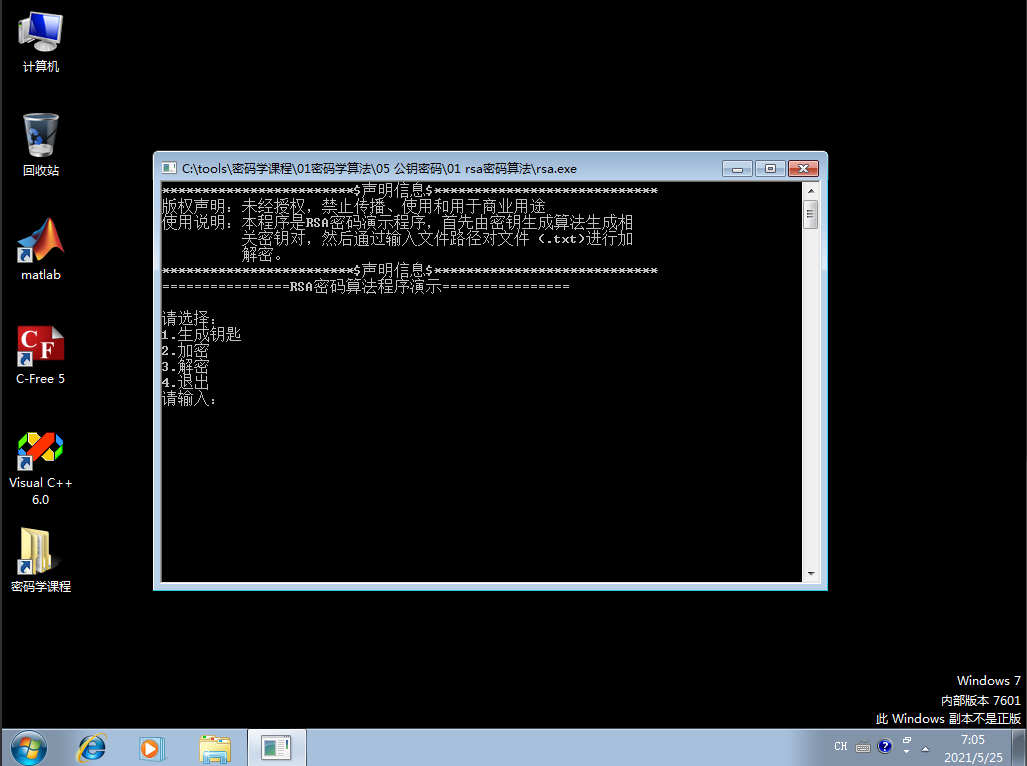 计算机
回收站
matlab
C-Free 5
Visual C++
6.0
密码学课程
C:\tools\密码学课程\01密码学算法\05 公钥密码\01 rsa密码算法\rsa.exe
************************$声明信息$****************************
版权声明：未经授权，禁止传播、使用和用于商业用途
使用说明：本程序是RSA密码演示程序，首先由密钥生成算法生成相
关密钥对，然后通过输入文件路径对文件（.txt)进行加
解密。
************************$声明信息$****************************
================RSA密码算法程序演示================
请选择：
1.生成钥匙
2.加密
3.解密
4.退出
请输入：
Windows 7
内部版本 7601
此 Windows 副本不是正版
CH
7:05
2021/5/25